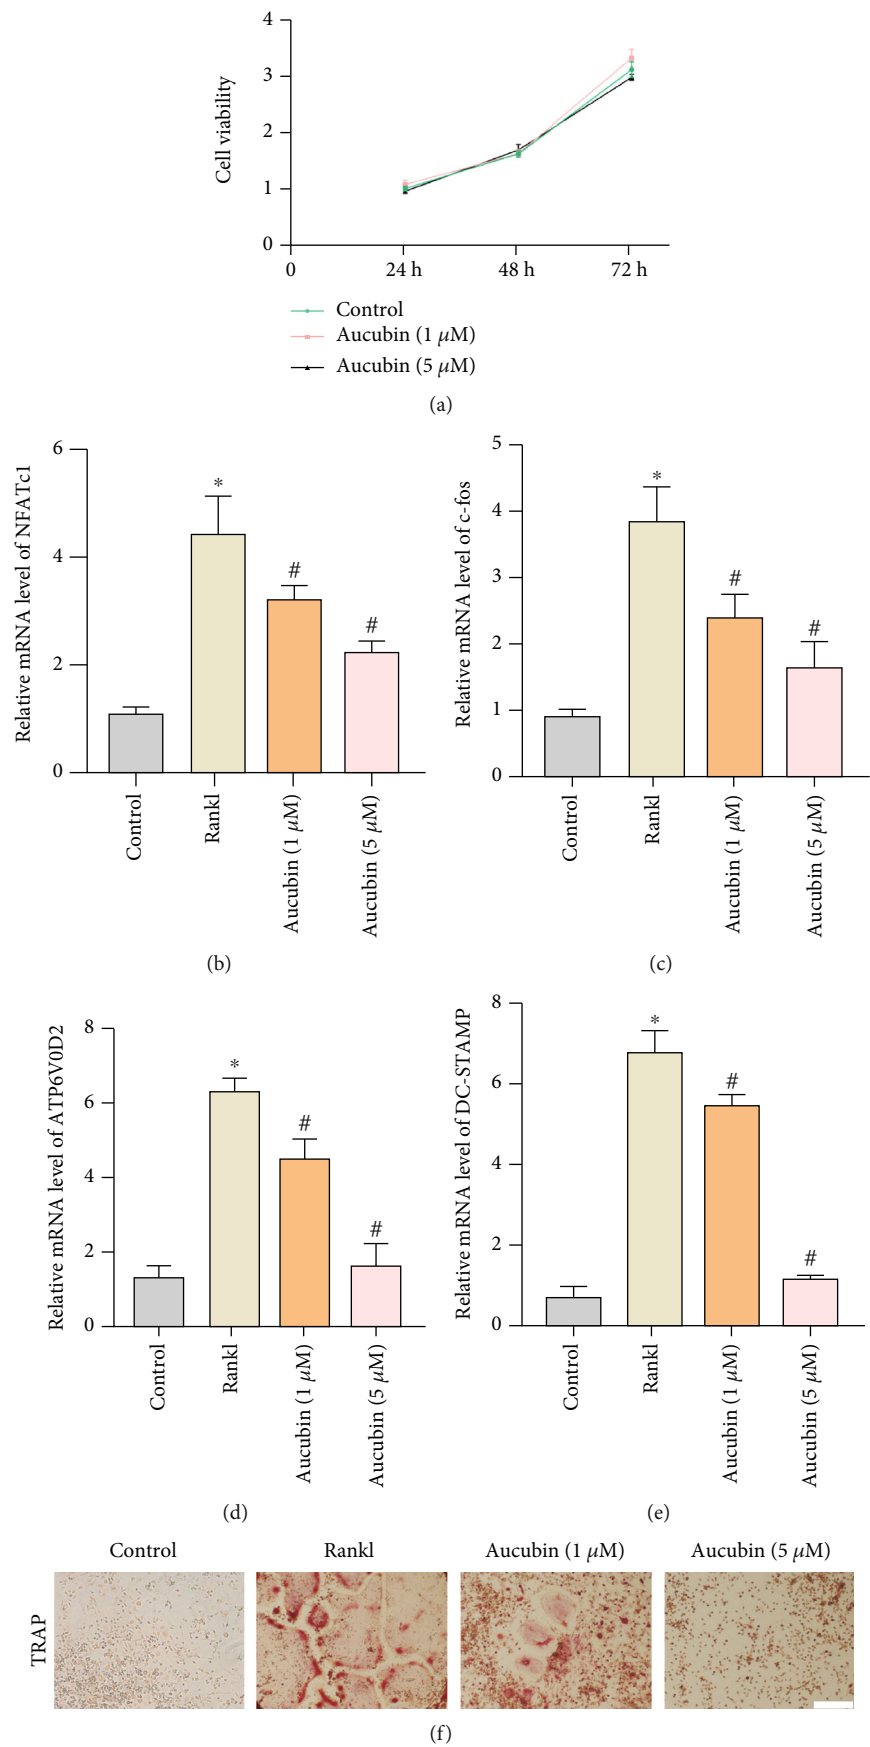 4
3
2
1
0
Cell viability
0 24 h 48 h 72 h
Control
Aucubin (1 μM)
Aucubin (5 μM)
(a)
6
4
2
0
Relative mRNA level of NFATc1
*
#
#
Control
Rankl
Aucubin (1 μM)
Aucubin (5 μM)
(b)
5
4
3
2
1
0
Relative mRNA level of c-fos
*
#
#
Control
Rankl
Aucubin (1 μM)
Aucubin (5 μM)
(c)
8
6
4
2
0
Relative mRNA level of ATP6V0D2
*
#
#
Control
Rankl
Aucubin (1 μM)
Aucubin (5 μM)
(d)
8
6
4
2
0
Relative mRNA level of DC-STAMP
*
#
#
Control
Rankl
Aucubin (1 μM)
Aucubin (5 μM)
(e)
Control Rankl Aucubin (1 μM) Aucubin (5 μM)
TRAP
(f)